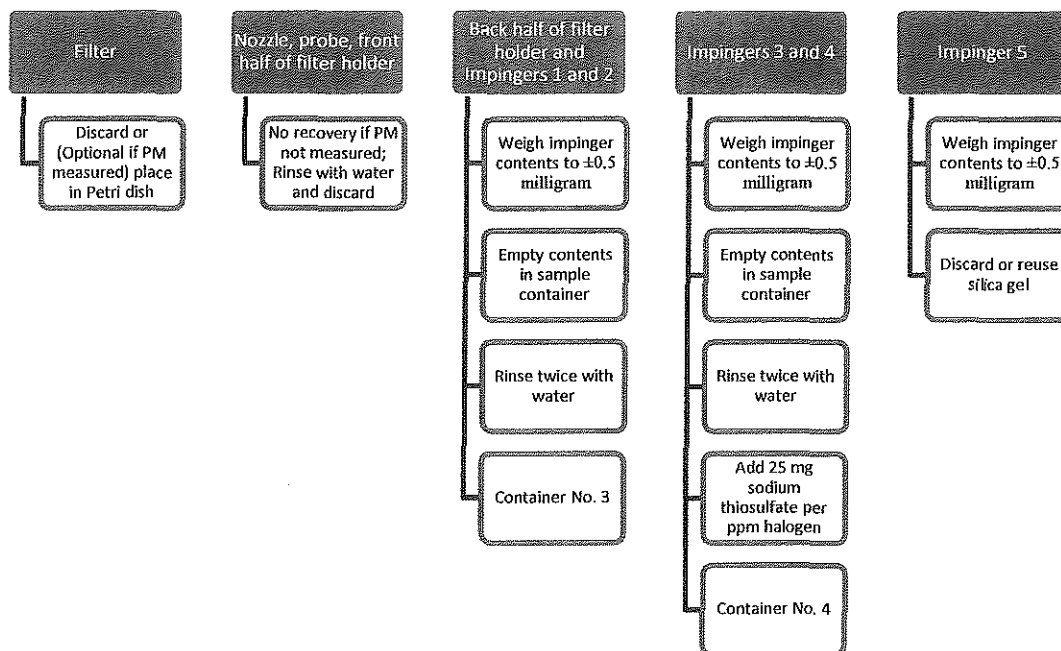 Filter
Discard or
(Optional if PM
measured) place
in Petri dish
Nozzle, probe, front
half of filter holder
No recovery if PM
not measured;
Rinse with water
and discard
Back half of filter
holder and
Impingers 1 and 2
Weigh impinger
contents to ±0.5
milligram
Empty contents
in sample
container
Rinse twice with
water
Container No. 3
Impingers 3 and 4
Weigh impinger
contents to ±0.5
milligram
Empty contents
in sample
container
Rinse twice with
water
Add 25 mg
sodium
thiosulfate per
ppm halogen
Container No. 4
Impinger 5
Weigh impinger
contents to ±0.5
milligram
Discard or reuse
silica gel